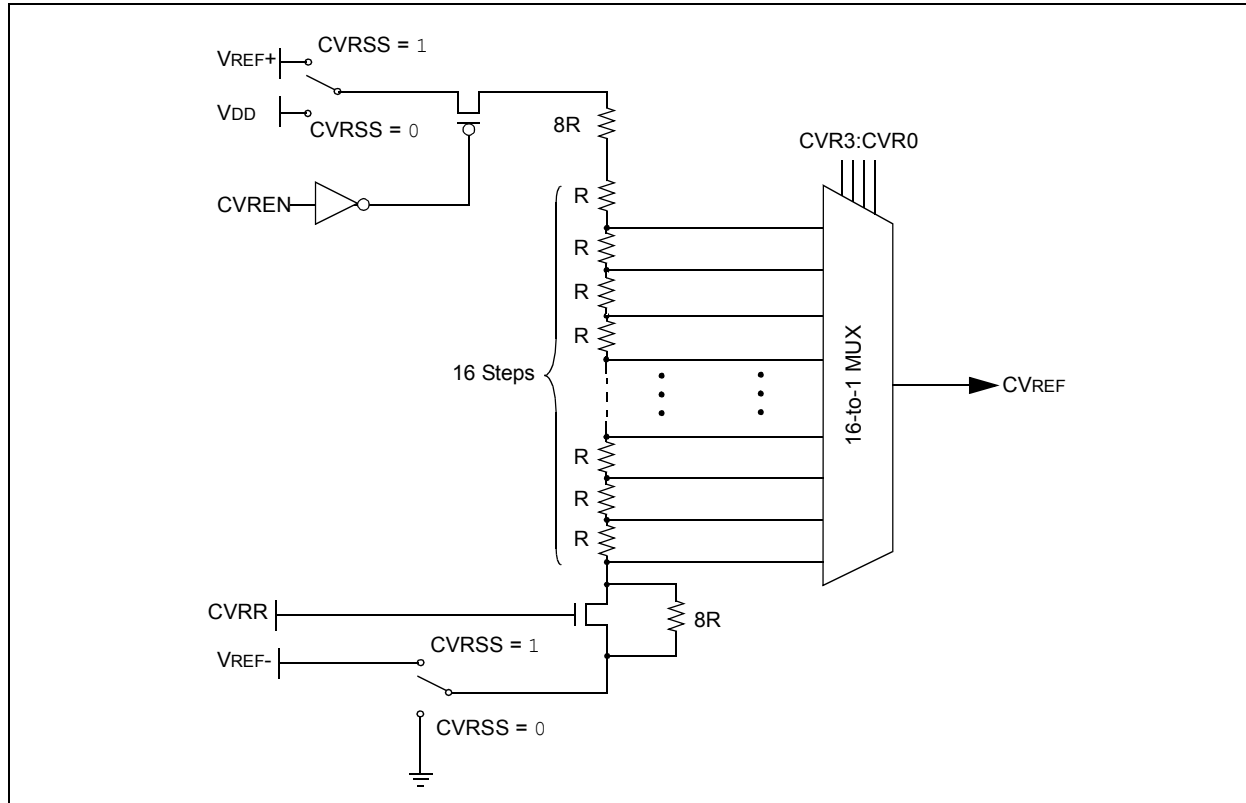 CVRSS = 1
VREF+
VDD
CVRSS = 0
8R
CVR3:CVR0
CVREN
R
R
R
R
16 Steps
16-to-1 MUX
CVREF
R
R
R
CVRR
8R
CVRSS = 1
VREF-
CVRSS = 0